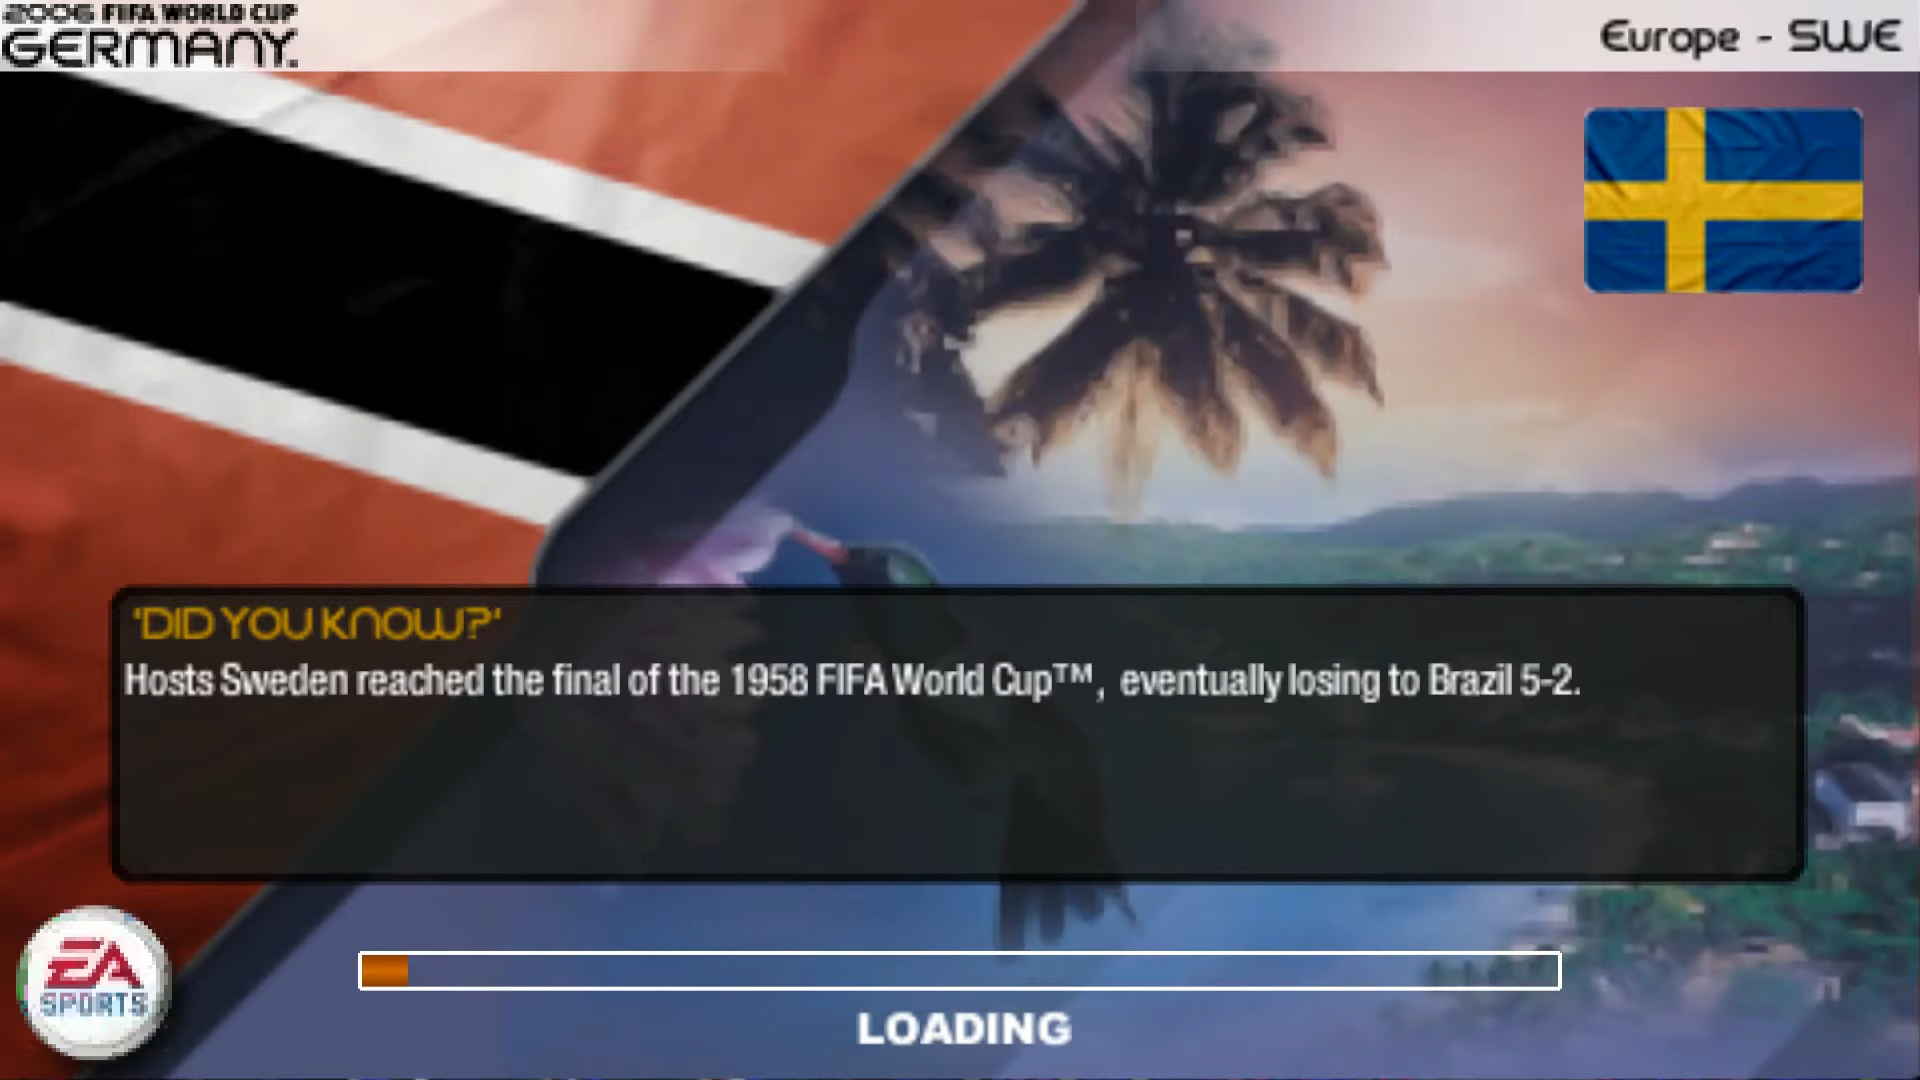 2006 FIFA WORLD CUP
GERMANY.
Europe - SWE
'DID YOU KNOW?'
Hosts Sweden reached the final of the 1958 FIFA World Cup™, eventually losing to Brazil 5-2.
EA
SPORTS
LOADING